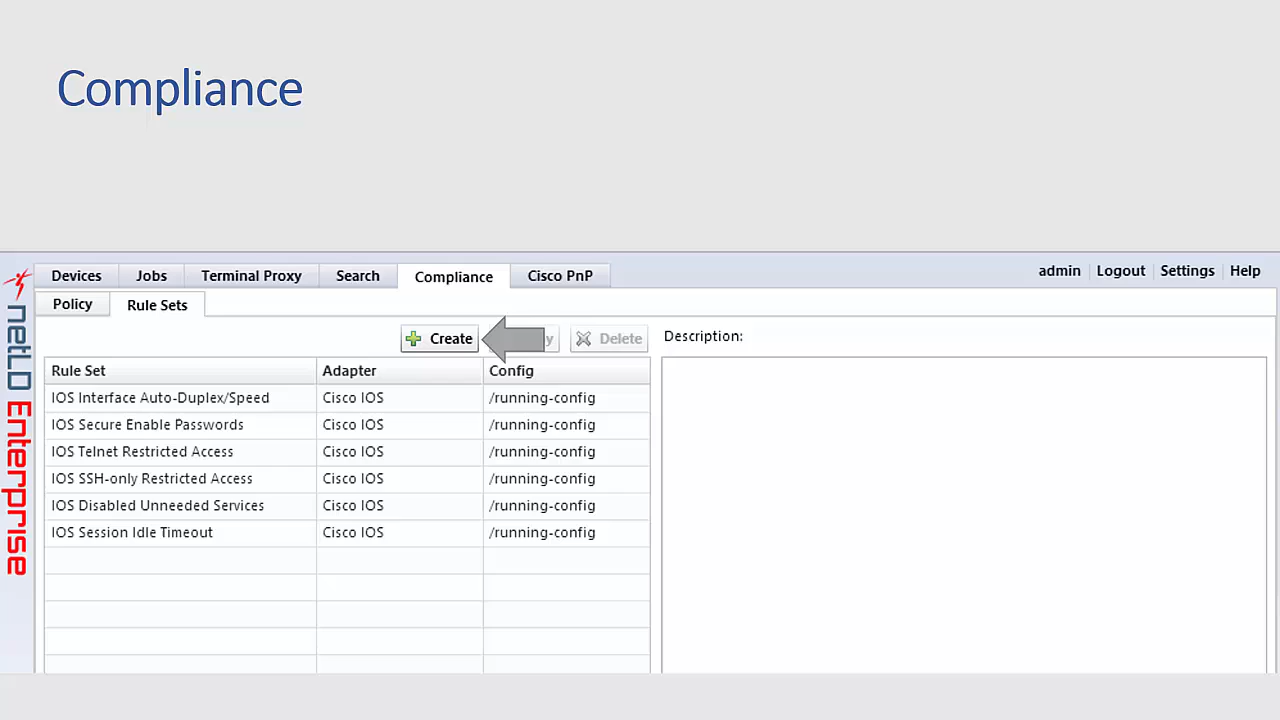 Compliance
Devices Jobs Terminal Proxy Search Compliance Cisco PnP admin Logout Settings Help
Policy Rule Sets
Create y Delete Description:
Rule Set Adapter Config
IOS Interface Auto-Duplex/Speed Cisco IOS /running-config
IOS Secure Enable Passwords Cisco IOS /running-config
IOS Telnet Restricted Access Cisco IOS /running-config
IOS SSH-only Restricted Access Cisco IOS /running-config
IOS Disabled Unneeded Services Cisco IOS /running-config
IOS Session Idle Timeout Cisco IOS /running-config
netLD Enterprise